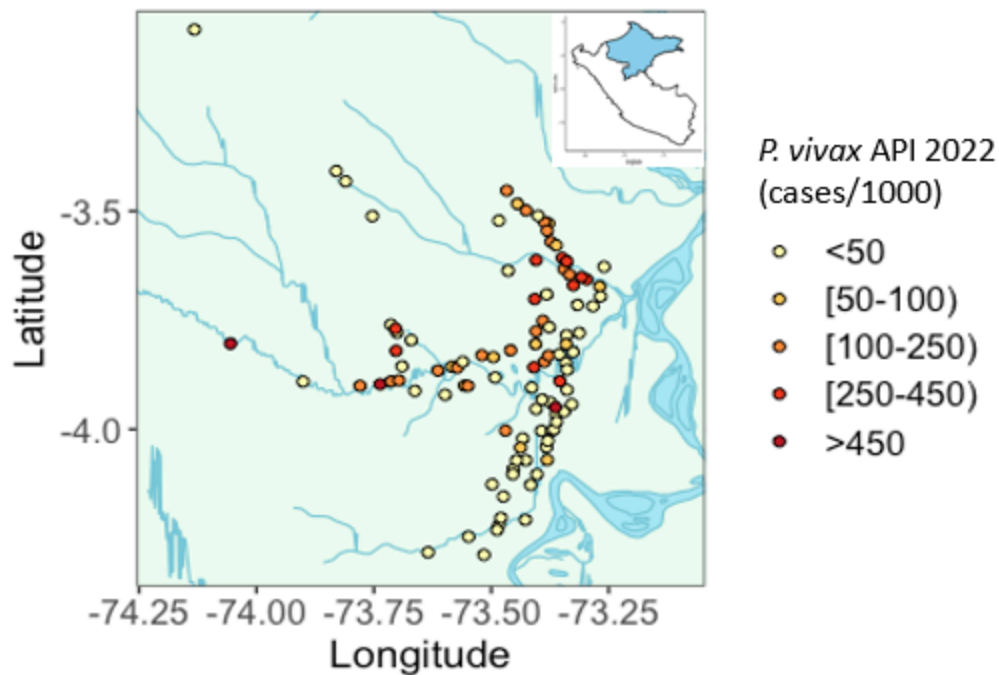 P. vivax API 2022
(cases/1000)
<50
[50-100)
[100-250)
[250-450)
>450
Latitude
-3.5
-4.0
-74.25 -74.00 -73.75 -73.50 -73.25
Longitude